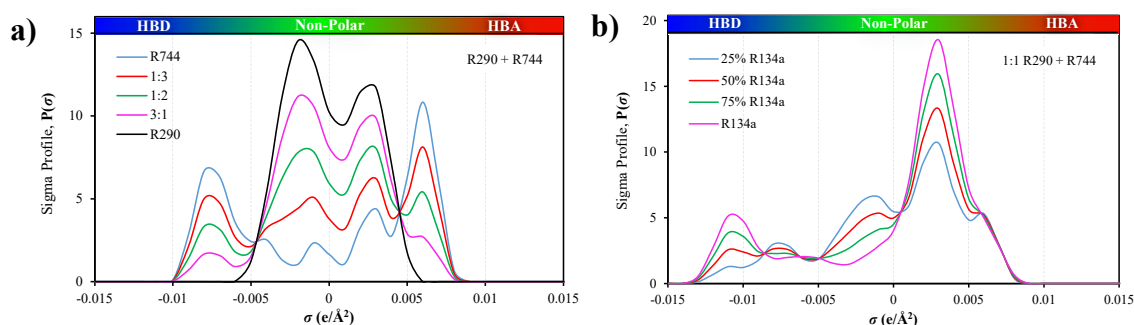 a)
HBD Non-Polar HBA
15
10
5
0
R744
1:3
1:2
3:1
R290
R290 + R744
Sigma Profile, P(σ)
-0.015 -0.01 -0.005 0 0.005 0.01 0.015
σ (e/Å²)
b)
HBD Non-Polar HBA
20
15
10
5
0
25% R134a
50% R134a
75% R134a
R134a
1:1 R290 + R744
Sigma Profile, P(σ)
-0.015 -0.01 -0.005 0 0.005 0.01 0.015
σ (e/Å²)